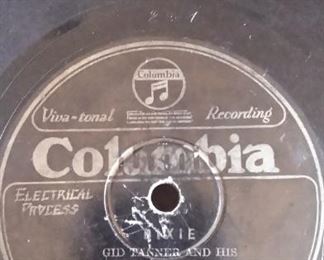 Columbia
Viva-tonal Recording
Columbia
ELECTRICAL
PROCESS
DIXIE
GID TANNER AND HIS